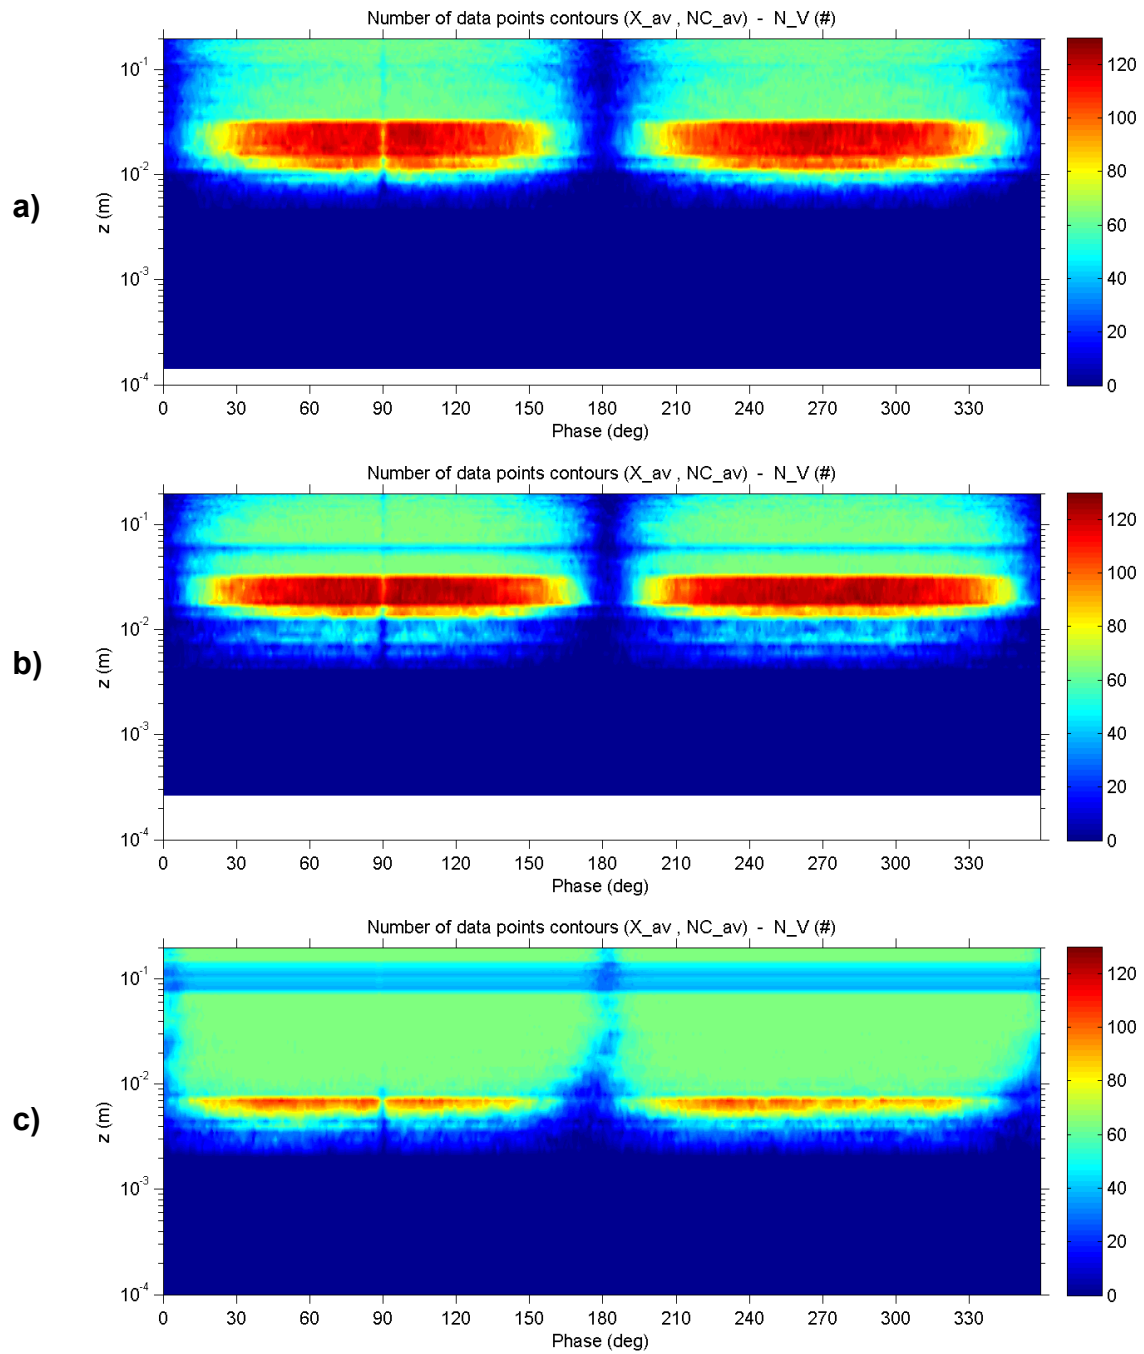 Number of data points contours (X_av , NC_av) - N_V (#)
a)
z (m)
10^-1
10^-2
10^-3
10^-4
0 30 60 90 120 150 180 210 240 270 300 330
Phase (deg)
120
100
80
60
40
20
0
Number of data points contours (X_av , NC_av) - N_V (#)
b)
z (m)
10^-1
10^-2
10^-3
10^-4
0 30 60 90 120 150 180 210 240 270 300 330
Phase (deg)
120
100
80
60
40
20
0
Number of data points contours (X_av , NC_av) - N_V (#)
c)
z (m)
10^-1
10^-2
10^-3
10^-4
0 30 60 90 120 150 180 210 240 270 300 330
Phase (deg)
120
100
80
60
40
20
0